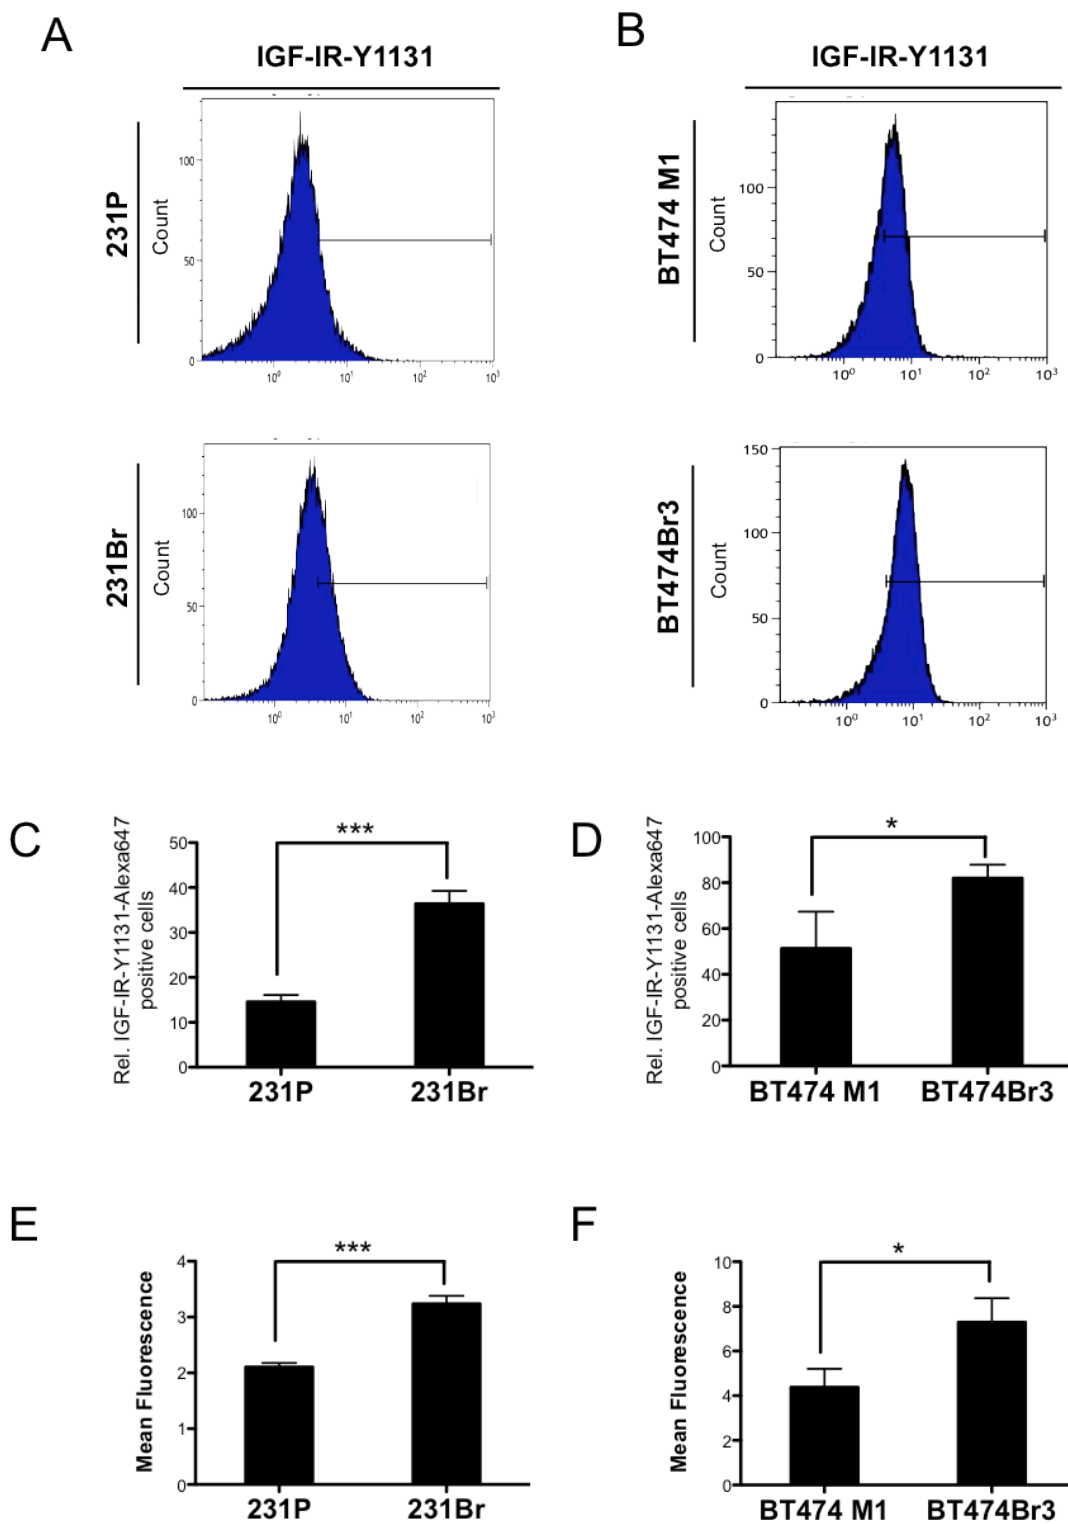 A
IGF-IR-Y1131
231P
Count
100
50
0
10⁰ 10¹ 10² 10³
231Br
Count
100
50
0
10⁰ 10¹ 10² 10³
B
IGF-IR-Y1131
BT474 M1
Count
100
50
0
10⁰ 10¹ 10² 10³
BT474Br3
Count
150
100
50
0
10⁰ 10¹ 10² 10³
C
Rel. IGF-IR-Y1131-Alexa647
positive cells
50
40
30
20
10
0
***
231P 231Br
D
Rel. IGF-IR-Y1131-Alexa647
positive cells
100
80
60
40
20
0
*
BT474 M1 BT474Br3
E
Mean Fluorescence
4
3
2
1
0
***
231P 231Br
F
Mean Fluorescence
10
8
6
4
2
0
*
BT474 M1 BT474Br3